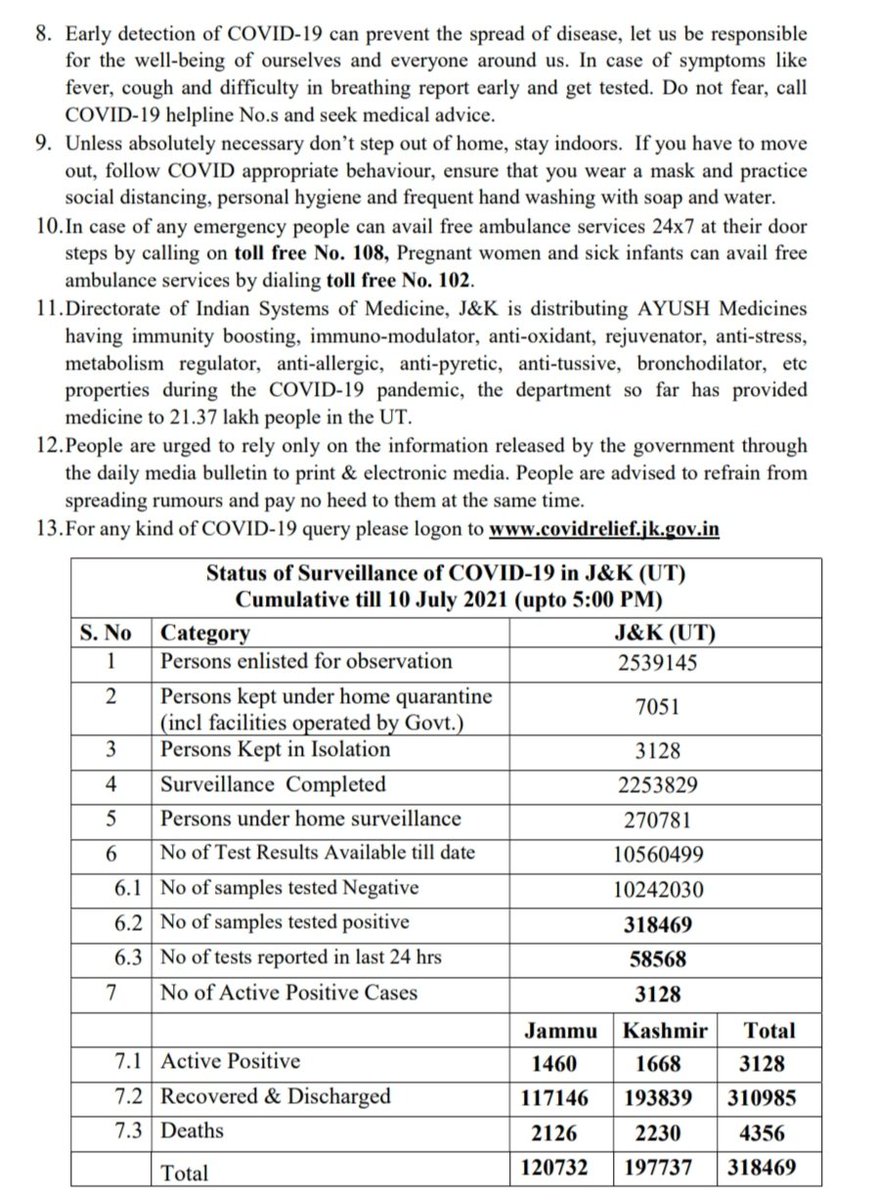 8. Early detection of COVID-19 can prevent the spread of disease, let us be responsible
for the well-being of ourselves and everyone around us. In case of symptoms like
fever, cough and difficulty in breathing report early and get tested. Do not fear, call
COVID-19 helpline No.s and seek medical advice.
9. Unless absolutely necessary don’t step out of home, stay indoors. If you have to move
out, follow COVID appropriate behaviour, ensure that you wear a mask and practice
social distancing, personal hygiene and frequent hand washing with soap and water.
10.In case of any emergency people can avail free ambulance services 24x7 at their door
steps by calling on toll free No. 108, Pregnant women and sick infants can avail free
ambulance services by dialing toll free No. 102.
11.Directorate of Indian Systems of Medicine, J&K is distributing AYUSH Medicines
having immunity boosting, immuno-modulator, anti-oxidant, rejuvenator, anti-stress,
metabolism regulator, anti-allergic, anti-pyretic, anti-tussive, bronchodilator, etc
properties during the COVID-19 pandemic, the department so far has provided
medicine to 21.37 lakh people in the UT.
12.People are urged to rely only on the information released by the government through
the daily media bulletin to print & electronic media. People are advised to refrain from
spreading rumours and pay no heed to them at the same time.
13.For any kind of COVID-19 query please logon to www.covidrelief.jk.gov.in
Status of Surveillance of COVID-19 in J&K (UT)
Cumulative till 10 July 2021 (upto 5:00 PM)
S. No Category J&K (UT)
1 Persons enlisted for observation 2539145
2 Persons kept under home quarantine
(incl facilities operated by Govt.) 7051
3 Persons Kept in Isolation 3128
4 Surveillance Completed 2253829
5 Persons under home surveillance 270781
6 No of Test Results Available till date 10560499
6.1 No of samples tested Negative 10242030
6.2 No of samples tested positive 318469
6.3 No of tests reported in last 24 hrs 58568
7 No of Active Positive Cases 3128
Jammu Kashmir Total
7.1 Active Positive 1460 1668 3128
7.2 Recovered & Discharged 117146 193839 310985
7.3 Deaths 2126 2230 4356
Total 120732 197737 318469